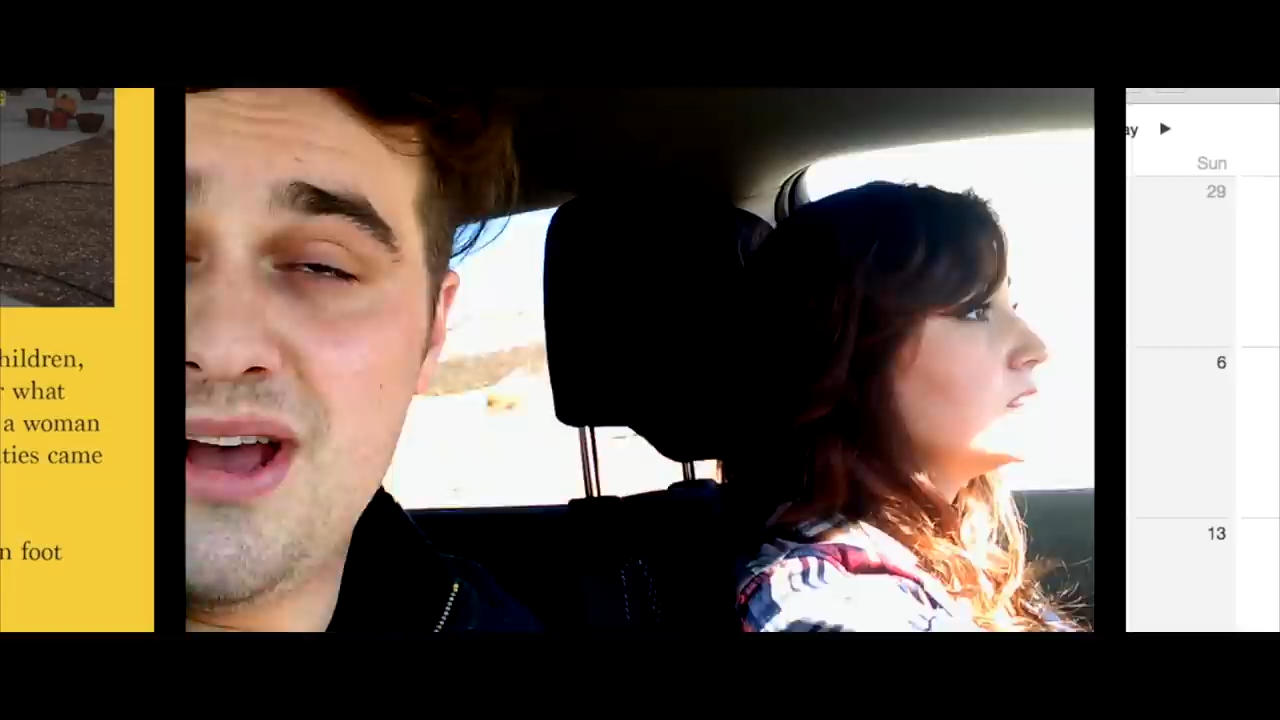 hildren,
r what
a woman
ties came
n foot
ay
Sun
29
6
13